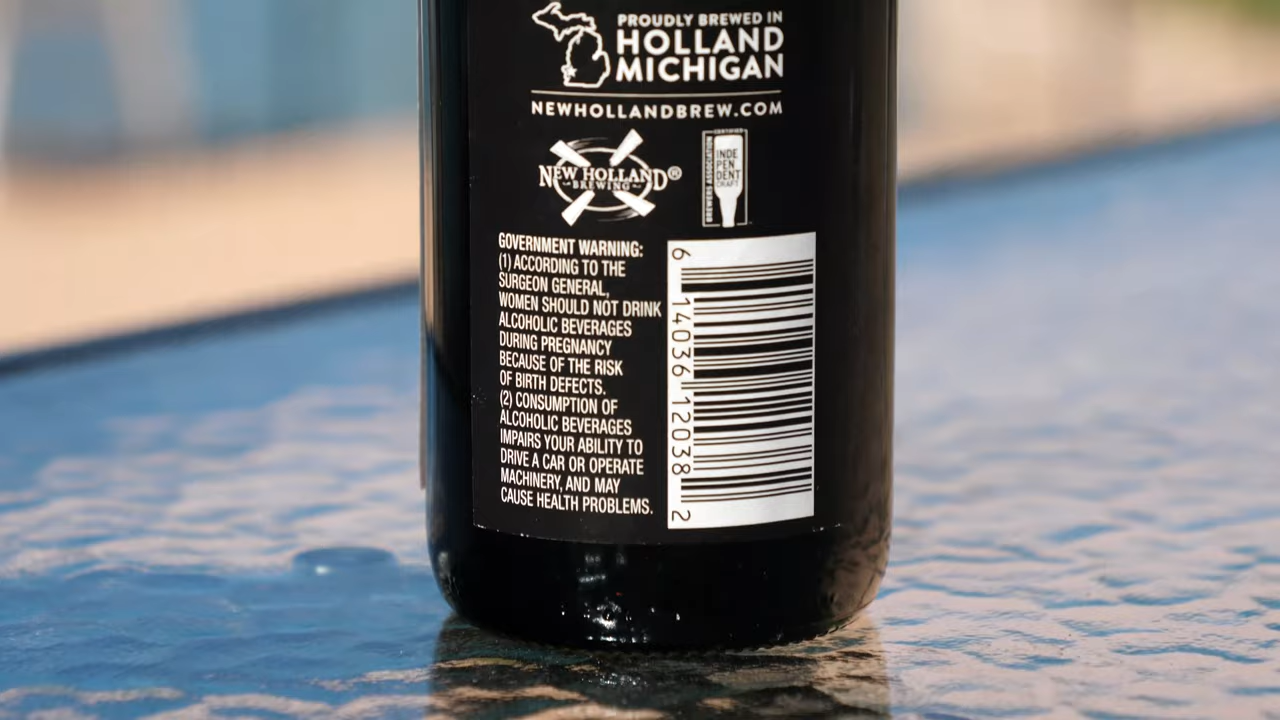 PROUDLY BREWED IN
HOLLAND
MICHIGAN
NEWHOLLANDBREW.COM
NEW HOLLAND®
BREWING
CERTIFIED
BREWERS ASSOCIATION
INDE
PEN
DENT
CRAFT
GOVERNMENT WARNING:
(1) ACCORDING TO THE
SURGEON GENERAL,
WOMEN SHOULD NOT DRINK
ALCOHOLIC BEVERAGES
DURING PREGNANCY
BECAUSE OF THE RISK
OF BIRTH DEFECTS.
(2) CONSUMPTION OF
ALCOHOLIC BEVERAGES
IMPAIRS YOUR ABILITY TO
DRIVE A CAR OR OPERATE
MACHINERY, AND MAY
CAUSE HEALTH PROBLEMS.
6 14036 12038 2